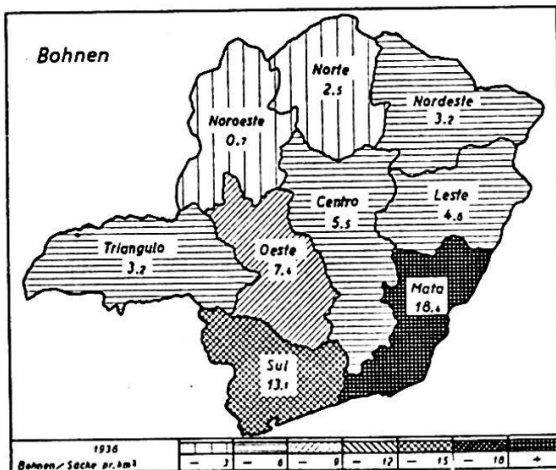 Bohnen
Norte
2.5
Nordeste
3.2
Noroeste
0.7
Centro
5.5
Leste
4.8
Triangulo
3.2
Oeste
7.4
Mata
18.4
Sul
13.1
1936
Bohnen/Säcke pr. km²
— 3 — 6 — 9 — 12 — 15 — 18 +